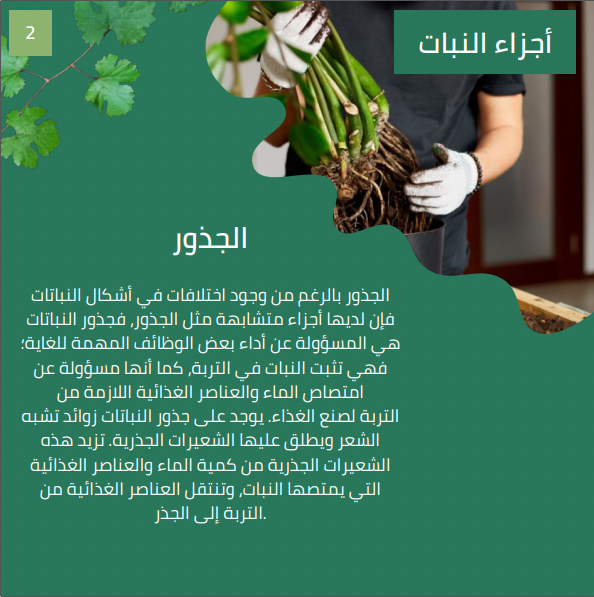 2
أجزاء النبات
الجذور
الجذور بالرغم من وجود اختلافات في أشكال النباتات
فإن لديها أجزاء متشابهة مثل الجذور، فجذور النباتات
هي المسؤولة عن أداء بعض الوظائف المهمة للغاية؛
فهي تثبت النبات في التربة، كما أنها مسؤولة عن
امتصاص الماء والعناصر الغذائية اللازمة من
التربة لصنع الغذاء. يوجد على جذور النباتات زوائد تشبه
الشعر ويطلق عليها الشعيرات الجذرية. تزيد هذه
الشعيرات الجذرية من كمية الماء والعناصر الغذائية
التي يمتصها النبات، وتنتقل العناصر الغذائية من
.التربة إلى الجذر